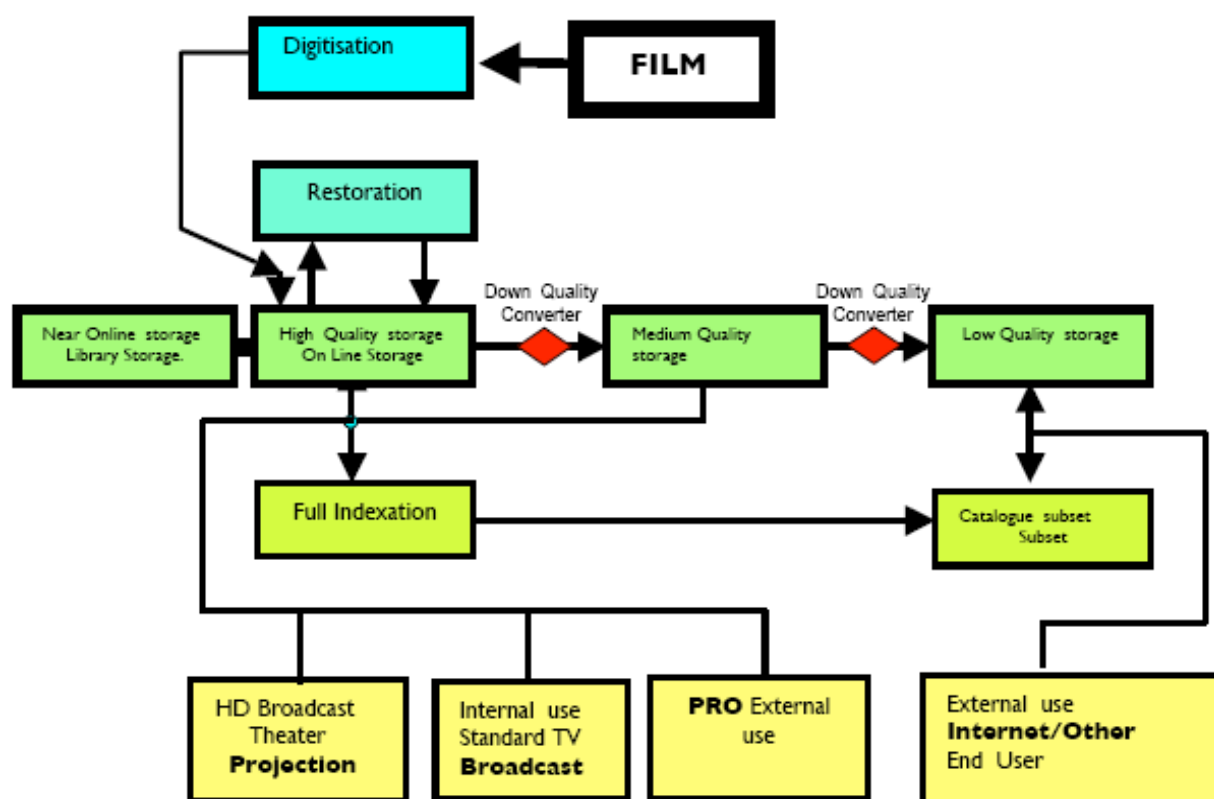 Digitisation
FILM
Restoration
Down Quality
Converter
Down Quality
Converter
Near Online storage
Library Storage.
High Quality storage
On Line Storage
Medium Quality
storage
Low Quality storage
Full Indexation
Catalogue subset
Subset
HD Broadcast
Theater
Projection
Internal use
Standard TV
Broadcast
PRO External
use
External use
Internet/Other
End User